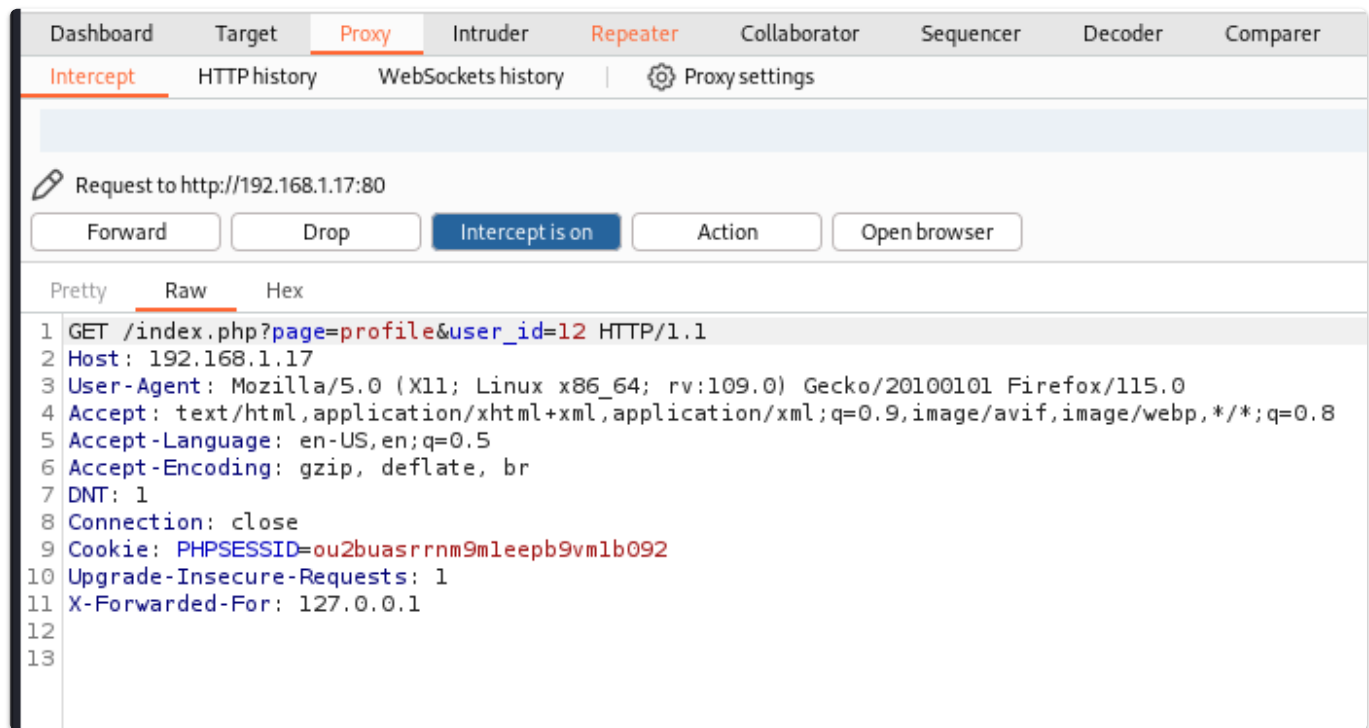 Dashboard Target Proxy Intruder Repeater Collaborator Sequencer Decoder Comparer
Intercept HTTP history WebSockets history Proxy settings
Request to http://192.168.1.17:80
Forward Drop Intercept is on Action Open browser
Pretty Raw Hex
1 GET /index.php?page=profile&user_id=12 HTTP/1.1
2 Host: 192.168.1.17
3 User-Agent: Mozilla/5.0 (X11; Linux x86_64; rv:109.0) Gecko/20100101 Firefox/115.0
4 Accept: text/html,application/xhtml+xml,application/xml;q=0.9,image/avif,image/webp,*/*;q=0.8
5 Accept-Language: en-US,en;q=0.5
6 Accept-Encoding: gzip, deflate, br
7 DNT: 1
8 Connection: close
9 Cookie: PHPSESSID=ou2buasrrnm9mleepb9vmlb092
10 Upgrade-Insecure-Requests: 1
11 X-Forwarded-For: 127.0.0.1
12
13